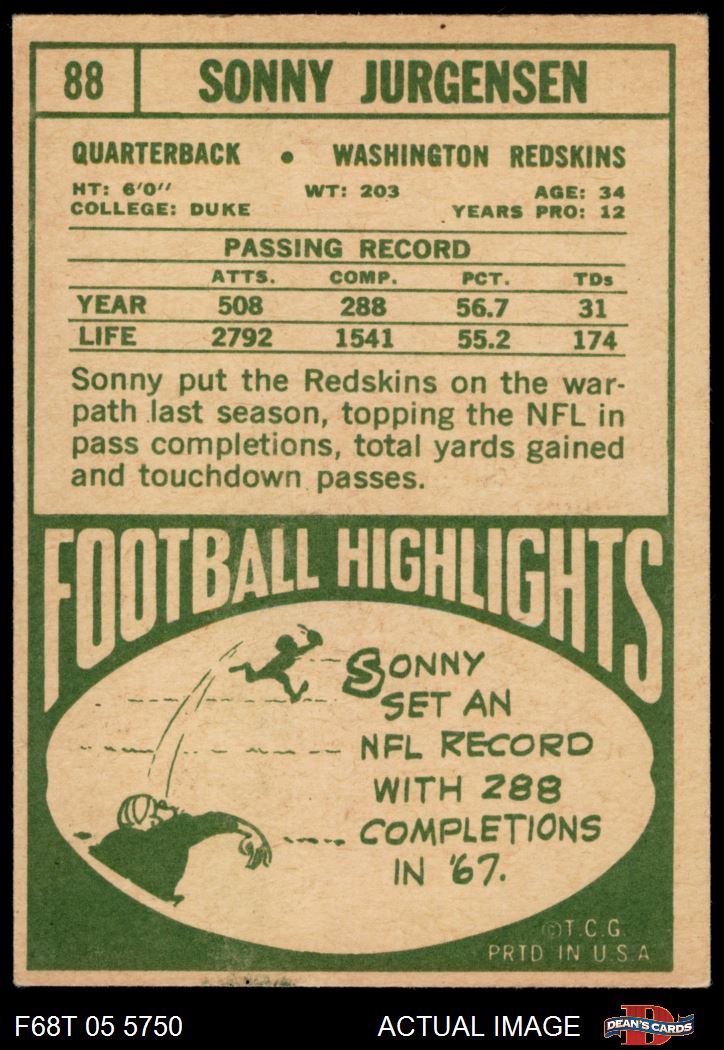 88 SONNY JURGENSEN
QUARTERBACK • WASHINGTON REDSKINS
HT: 6'0" WT: 203 AGE: 34
COLLEGE: DUKE YEARS PRO: 12
PASSING RECORD
ATTS. COMP. PCT. TDs
YEAR 508 288 56.7 31
LIFE 2792 1541 55.2 174
Sonny put the Redskins on the war-
path last season, topping the NFL in
pass completions, total yards gained
and touchdown passes.
FOOTBALL HIGHLIGHTS
SONNY
SET AN
NFL RECORD
WITH 288
COMPLETIONS
IN '67.
©T.C.G.
PRTD IN U.S.A
F68T 05 5750 ACTUAL IMAGE D DEAN'S CARDS